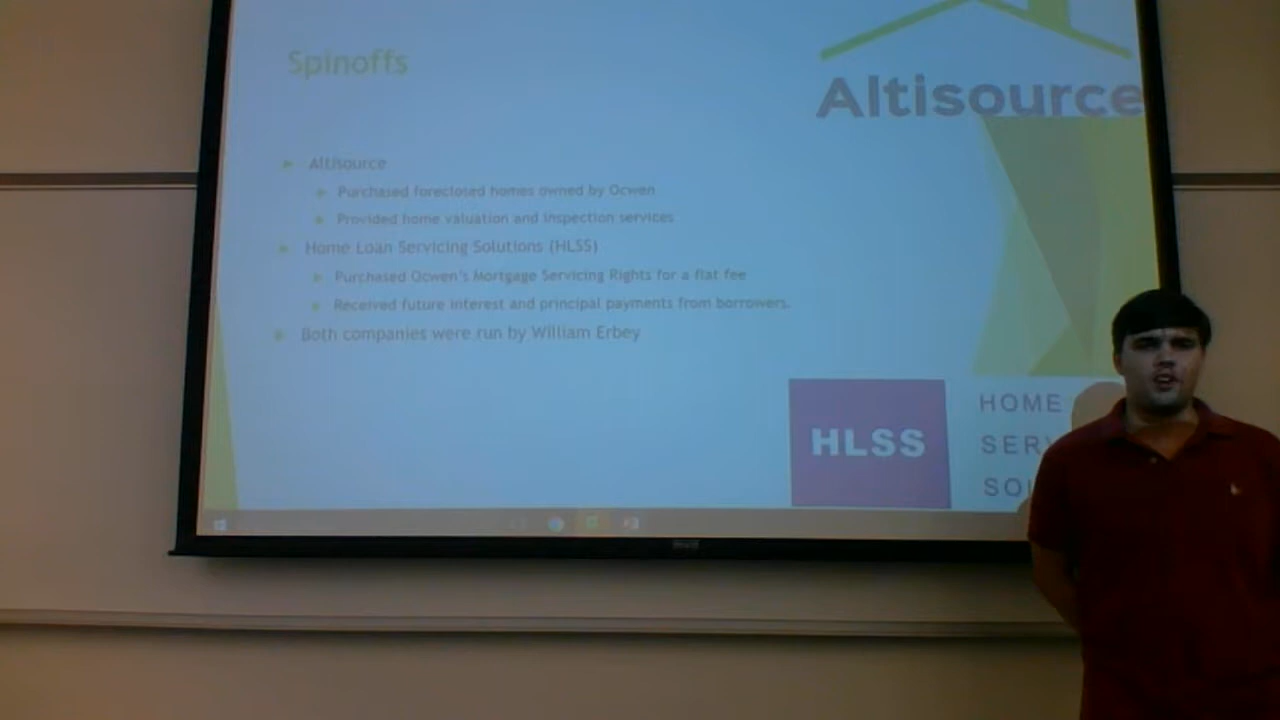 Spinoffs
Altisource
Altisource
Purchased foreclosed homes owned by Ocwen
Provided home valuation and inspection services
Home Loan Servicing Solutions (HLSS)
Purchased Ocwen's Mortgage Servicing Rights for a flat fee
Received future interest and principal payments from borrowers.
Both companies were run by William Erbey
HLSS
HOME
SERV
SOL